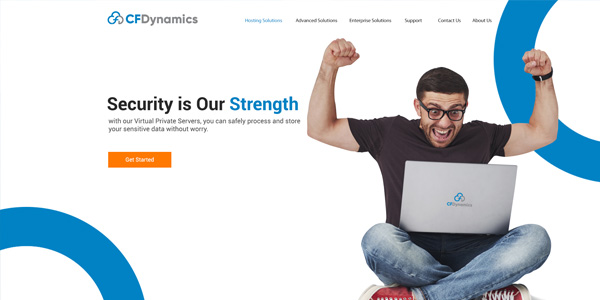 CFDynamics
Hosting Solutions Advanced Solutions Enterprise Solutions Support Contact Us About Us
Security is Our Strength
with our Virtual Private Servers, you can safely process and store
your sensitive data without worry.
Get Started
CFDynamics